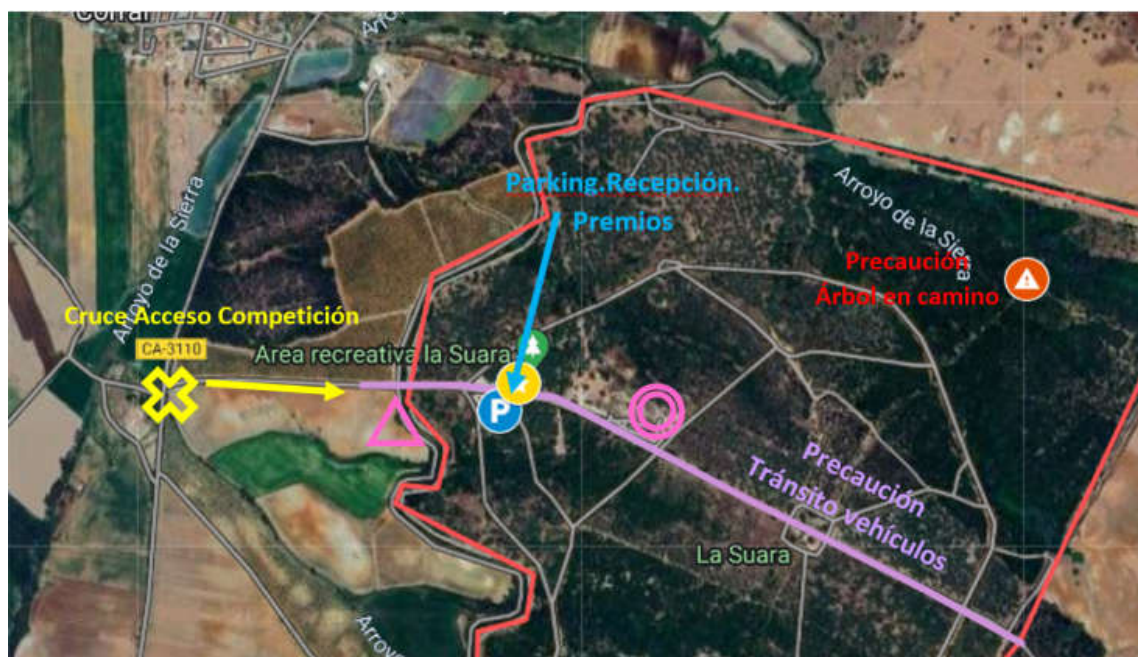 Corral
Arroyo de la Sierra
Parking.Recepción.
Premios
Arroyo de la Sierra
Precaución
Árbol en camino
Cruce Acceso Competición
CA-3110
Area recreativa la Suara
P
Precaución
Tránsito vehículos
La Suara
Arroyo